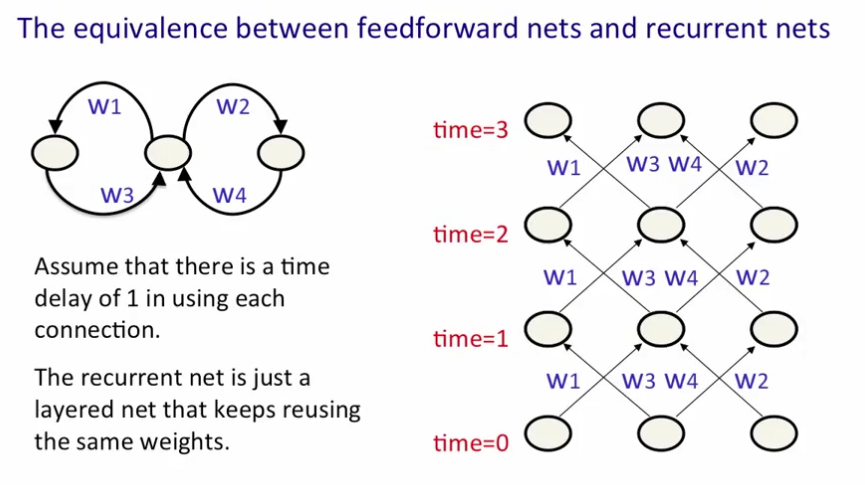 The equivalence between feedforward nets and recurrent nets
W1 W2
W3 W4
Assume that there is a time
delay of 1 in using each
connection.
The recurrent net is just a
layered net that keeps reusing
the same weights.
time=3
W1 W3 W4 W2
time=2
W1 W3 W4 W2
time=1
W1 W3 W4 W2
time=0